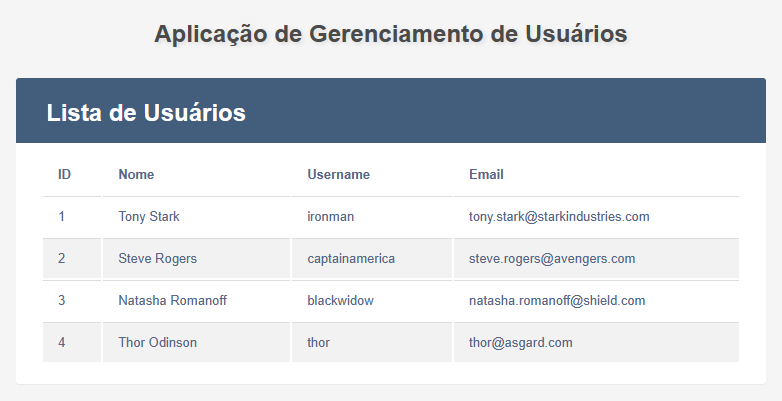 Aplicação de Gerenciamento de Usuários
Lista de Usuários
ID Nome Username Email
1 Tony Stark ironman tony.stark@starkindustries.com
2 Steve Rogers captainamerica steve.rogers@avengers.com
3 Natasha Romanoff blackwidow natasha.romanoff@shield.com
4 Thor Odinson thor thor@asgard.com